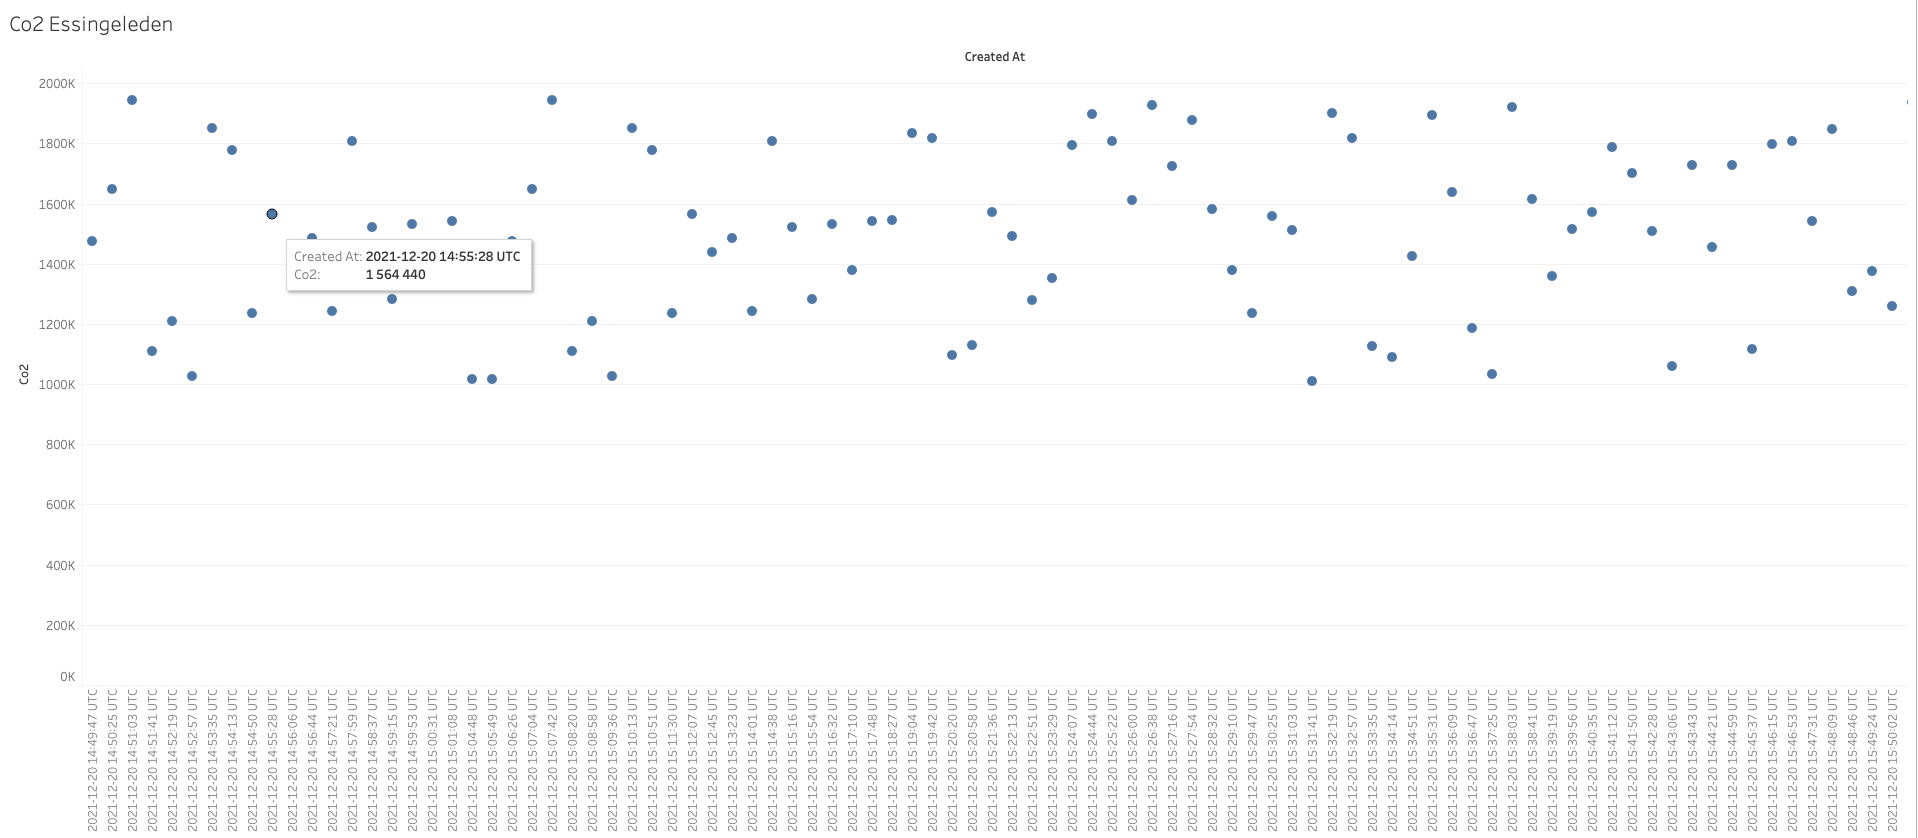 Co2 Essingeleden
Created At
2000K
1800K
1600K
1400K
1200K
1000K
800K
600K
400K
200K
0K
Co2
Created At: 2021-12-20 14:55:28 UTC
Co2: 1 564 440
2021-12-20 14:49:47 UTC
2021-12-20 14:50:25 UTC
2021-12-20 14:51:03 UTC
2021-12-20 14:51:41 UTC
2021-12-20 14:52:19 UTC
2021-12-20 14:52:57 UTC
2021-12-20 14:53:35 UTC
2021-12-20 14:54:13 UTC
2021-12-20 14:54:50 UTC
2021-12-20 14:55:28 UTC
2021-12-20 14:56:06 UTC
2021-12-20 14:56:44 UTC
2021-12-20 14:57:21 UTC
2021-12-20 14:57:59 UTC
2021-12-20 14:58:37 UTC
2021-12-20 14:59:15 UTC
2021-12-20 14:59:53 UTC
2021-12-20 15:00:31 UTC
2021-12-20 15:01:08 UTC
2021-12-20 15:04:48 UTC
2021-12-20 15:05:49 UTC
2021-12-20 15:06:26 UTC
2021-12-20 15:07:04 UTC
2021-12-20 15:07:42 UTC
2021-12-20 15:08:20 UTC
2021-12-20 15:08:58 UTC
2021-12-20 15:09:36 UTC
2021-12-20 15:10:13 UTC
2021-12-20 15:10:51 UTC
2021-12-20 15:11:30 UTC
2021-12-20 15:12:07 UTC
2021-12-20 15:12:45 UTC
2021-12-20 15:13:23 UTC
2021-12-20 15:14:01 UTC
2021-12-20 15:14:38 UTC
2021-12-20 15:15:16 UTC
2021-12-20 15:15:54 UTC
2021-12-20 15:16:32 UTC
2021-12-20 15:17:10 UTC
2021-12-20 15:17:48 UTC
2021-12-20 15:18:27 UTC
2021-12-20 15:19:04 UTC
2021-12-20 15:19:42 UTC
2021-12-20 15:20:20 UTC
2021-12-20 15:20:58 UTC
2021-12-20 15:21:36 UTC
2021-12-20 15:22:13 UTC
2021-12-20 15:22:51 UTC
2021-12-20 15:23:29 UTC
2021-12-20 15:24:07 UTC
2021-12-20 15:24:44 UTC
2021-12-20 15:25:22 UTC
2021-12-20 15:26:00 UTC
2021-12-20 15:26:38 UTC
2021-12-20 15:27:16 UTC
2021-12-20 15:27:54 UTC
2021-12-20 15:28:32 UTC
2021-12-20 15:29:10 UTC
2021-12-20 15:29:47 UTC
2021-12-20 15:30:25 UTC
2021-12-20 15:31:03 UTC
2021-12-20 15:31:41 UTC
2021-12-20 15:32:19 UTC
2021-12-20 15:32:57 UTC
2021-12-20 15:33:35 UTC
2021-12-20 15:34:14 UTC
2021-12-20 15:34:51 UTC
2021-12-20 15:35:31 UTC
2021-12-20 15:36:09 UTC
2021-12-20 15:36:47 UTC
2021-12-20 15:37:25 UTC
2021-12-20 15:38:03 UTC
2021-12-20 15:38:41 UTC
2021-12-20 15:39:19 UTC
2021-12-20 15:39:56 UTC
2021-12-20 15:40:35 UTC
2021-12-20 15:41:12 UTC
2021-12-20 15:41:50 UTC
2021-12-20 15:42:28 UTC
2021-12-20 15:43:06 UTC
2021-12-20 15:43:43 UTC
2021-12-20 15:44:21 UTC
2021-12-20 15:44:59 UTC
2021-12-20 15:45:37 UTC
2021-12-20 15:46:15 UTC
2021-12-20 15:46:53 UTC
2021-12-20 15:47:31 UTC
2021-12-20 15:48:09 UTC
2021-12-20 15:48:46 UTC
2021-12-20 15:49:24 UTC
2021-12-20 15:50:02 UTC